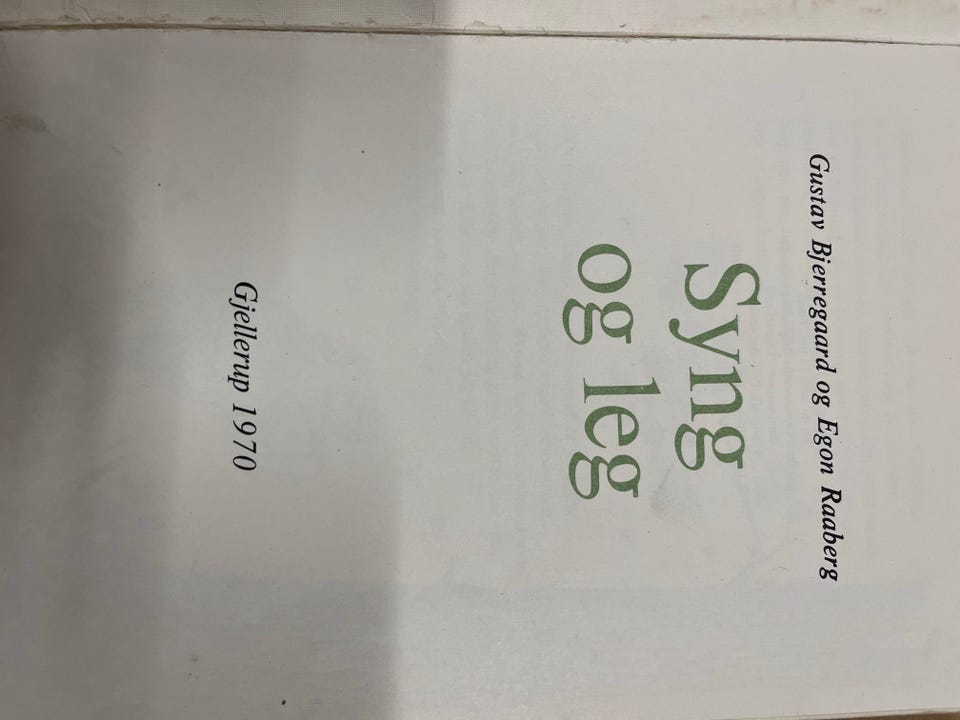 Gustav Bjerregaard og Egon Raaberg
Syng
og leg
Gjellerup 1970